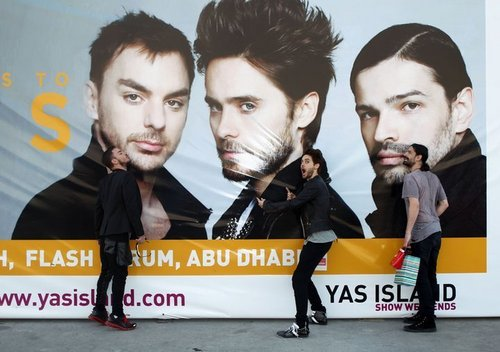 S TO
S
H, FLASH RUM, ABU DHABI
www.yasisland.com
YAS ISLAND
SHOW WEEKENDS